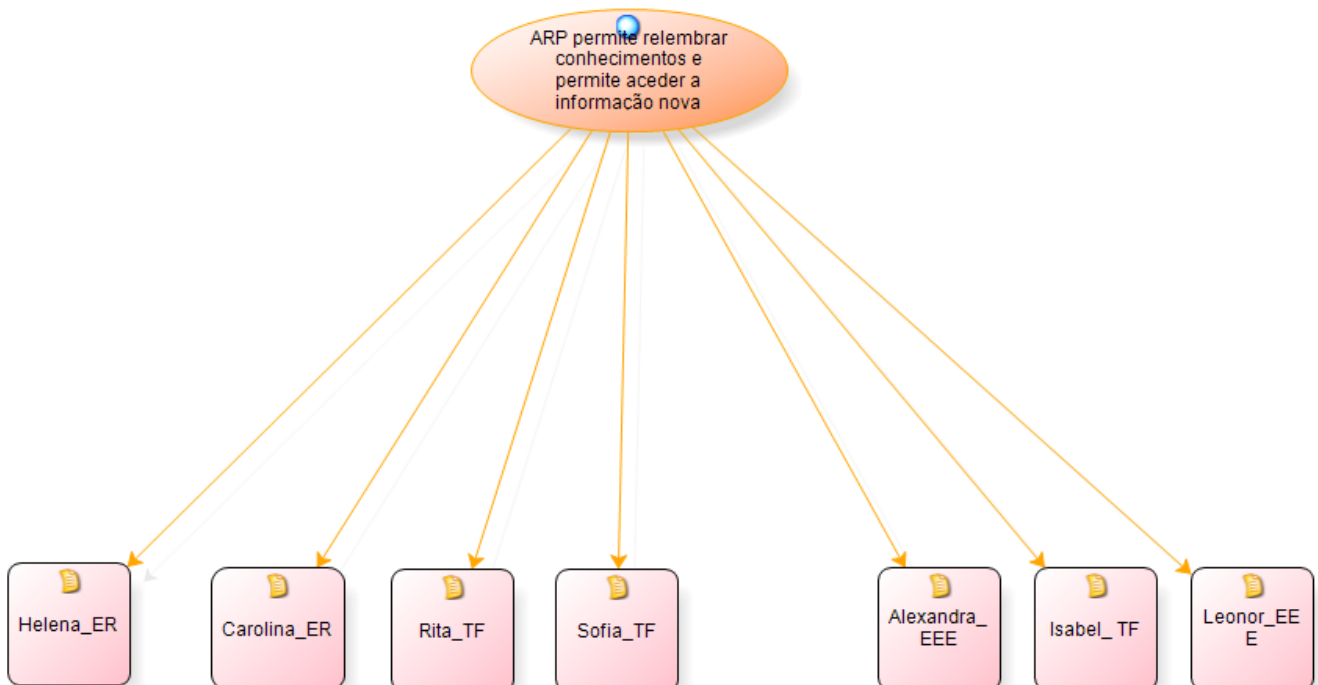 ARP permite relembrar
conhecimentos e
permite aceder a
informação nova
Helena_ER
Carolina_ER
Rita_TF
Sofia_TF
Alexandra_
EEE
Isabel_ TF
Leonor_EE
E